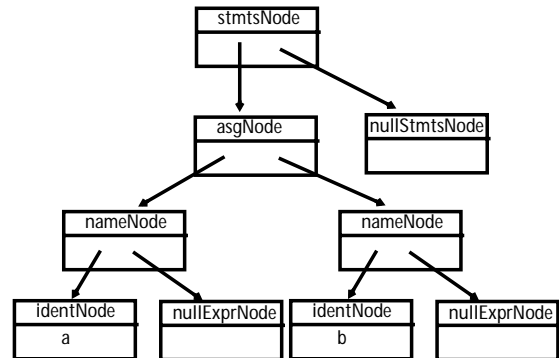 stmtsNode
asgNode
nullStmtsNode
nameNode
nameNode
identNode
nullExprNode
identNode
nullExprNode
a
b